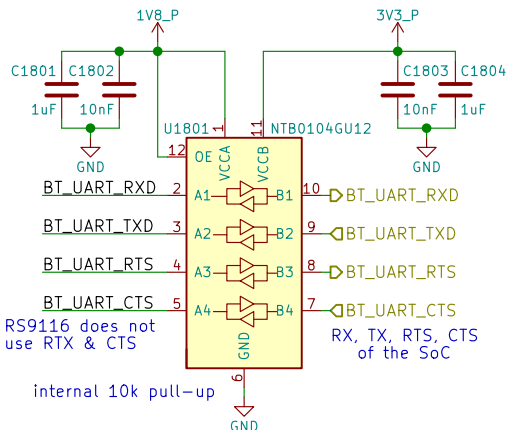 1V8_P
3V3_P
C1801
C1802
C1803
C1804
1uF
10nF
10nF
1uF
GND
GND
U1801
NTB0104GU12
1
11
12
OE
VCCA
VCCB
BT_UART_RXD
2
A1
B1
10
BT_UART_RXD
BT_UART_TXD
3
A2
B2
9
BT_UART_TXD
BT_UART_RTS
4
A3
B3
8
BT_UART_RTS
BT_UART_CTS
5
A4
B4
7
BT_UART_CTS
RS9116 does not
use RTX & CTS
RX, TX, RTS, CTS
of the SoC
GND
6
internal 10k pull-up
GND